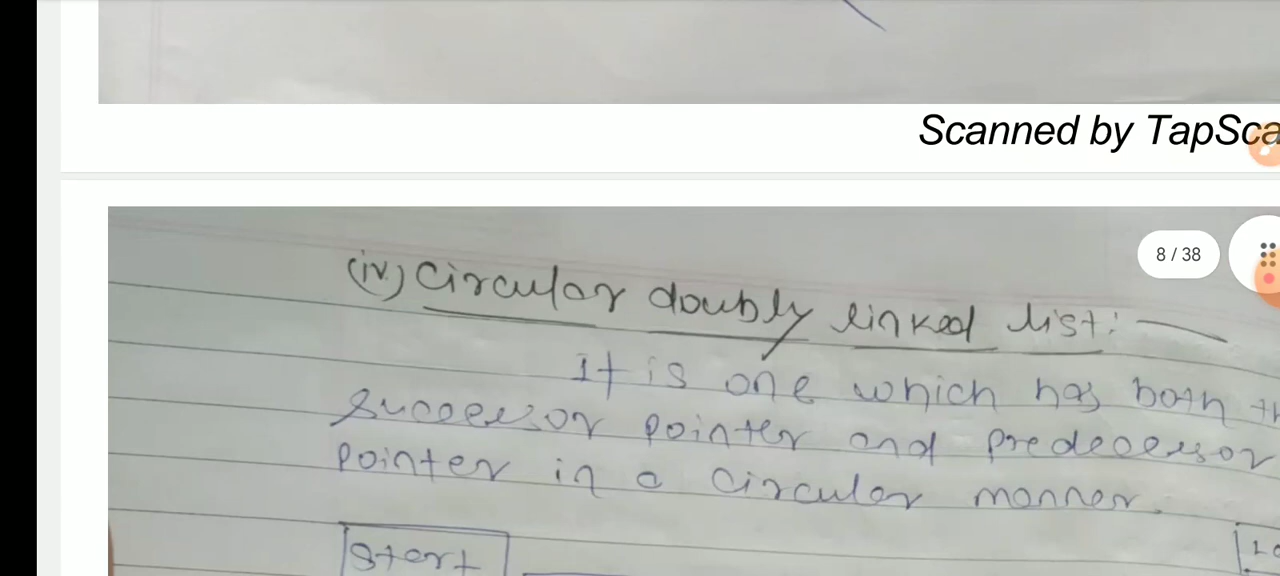 Scanned by TapSca
8 / 38
(iv) Circular doubly linked list:
It is one which has both th
successor pointer and predecessor
pointer in a circular manner.
Start